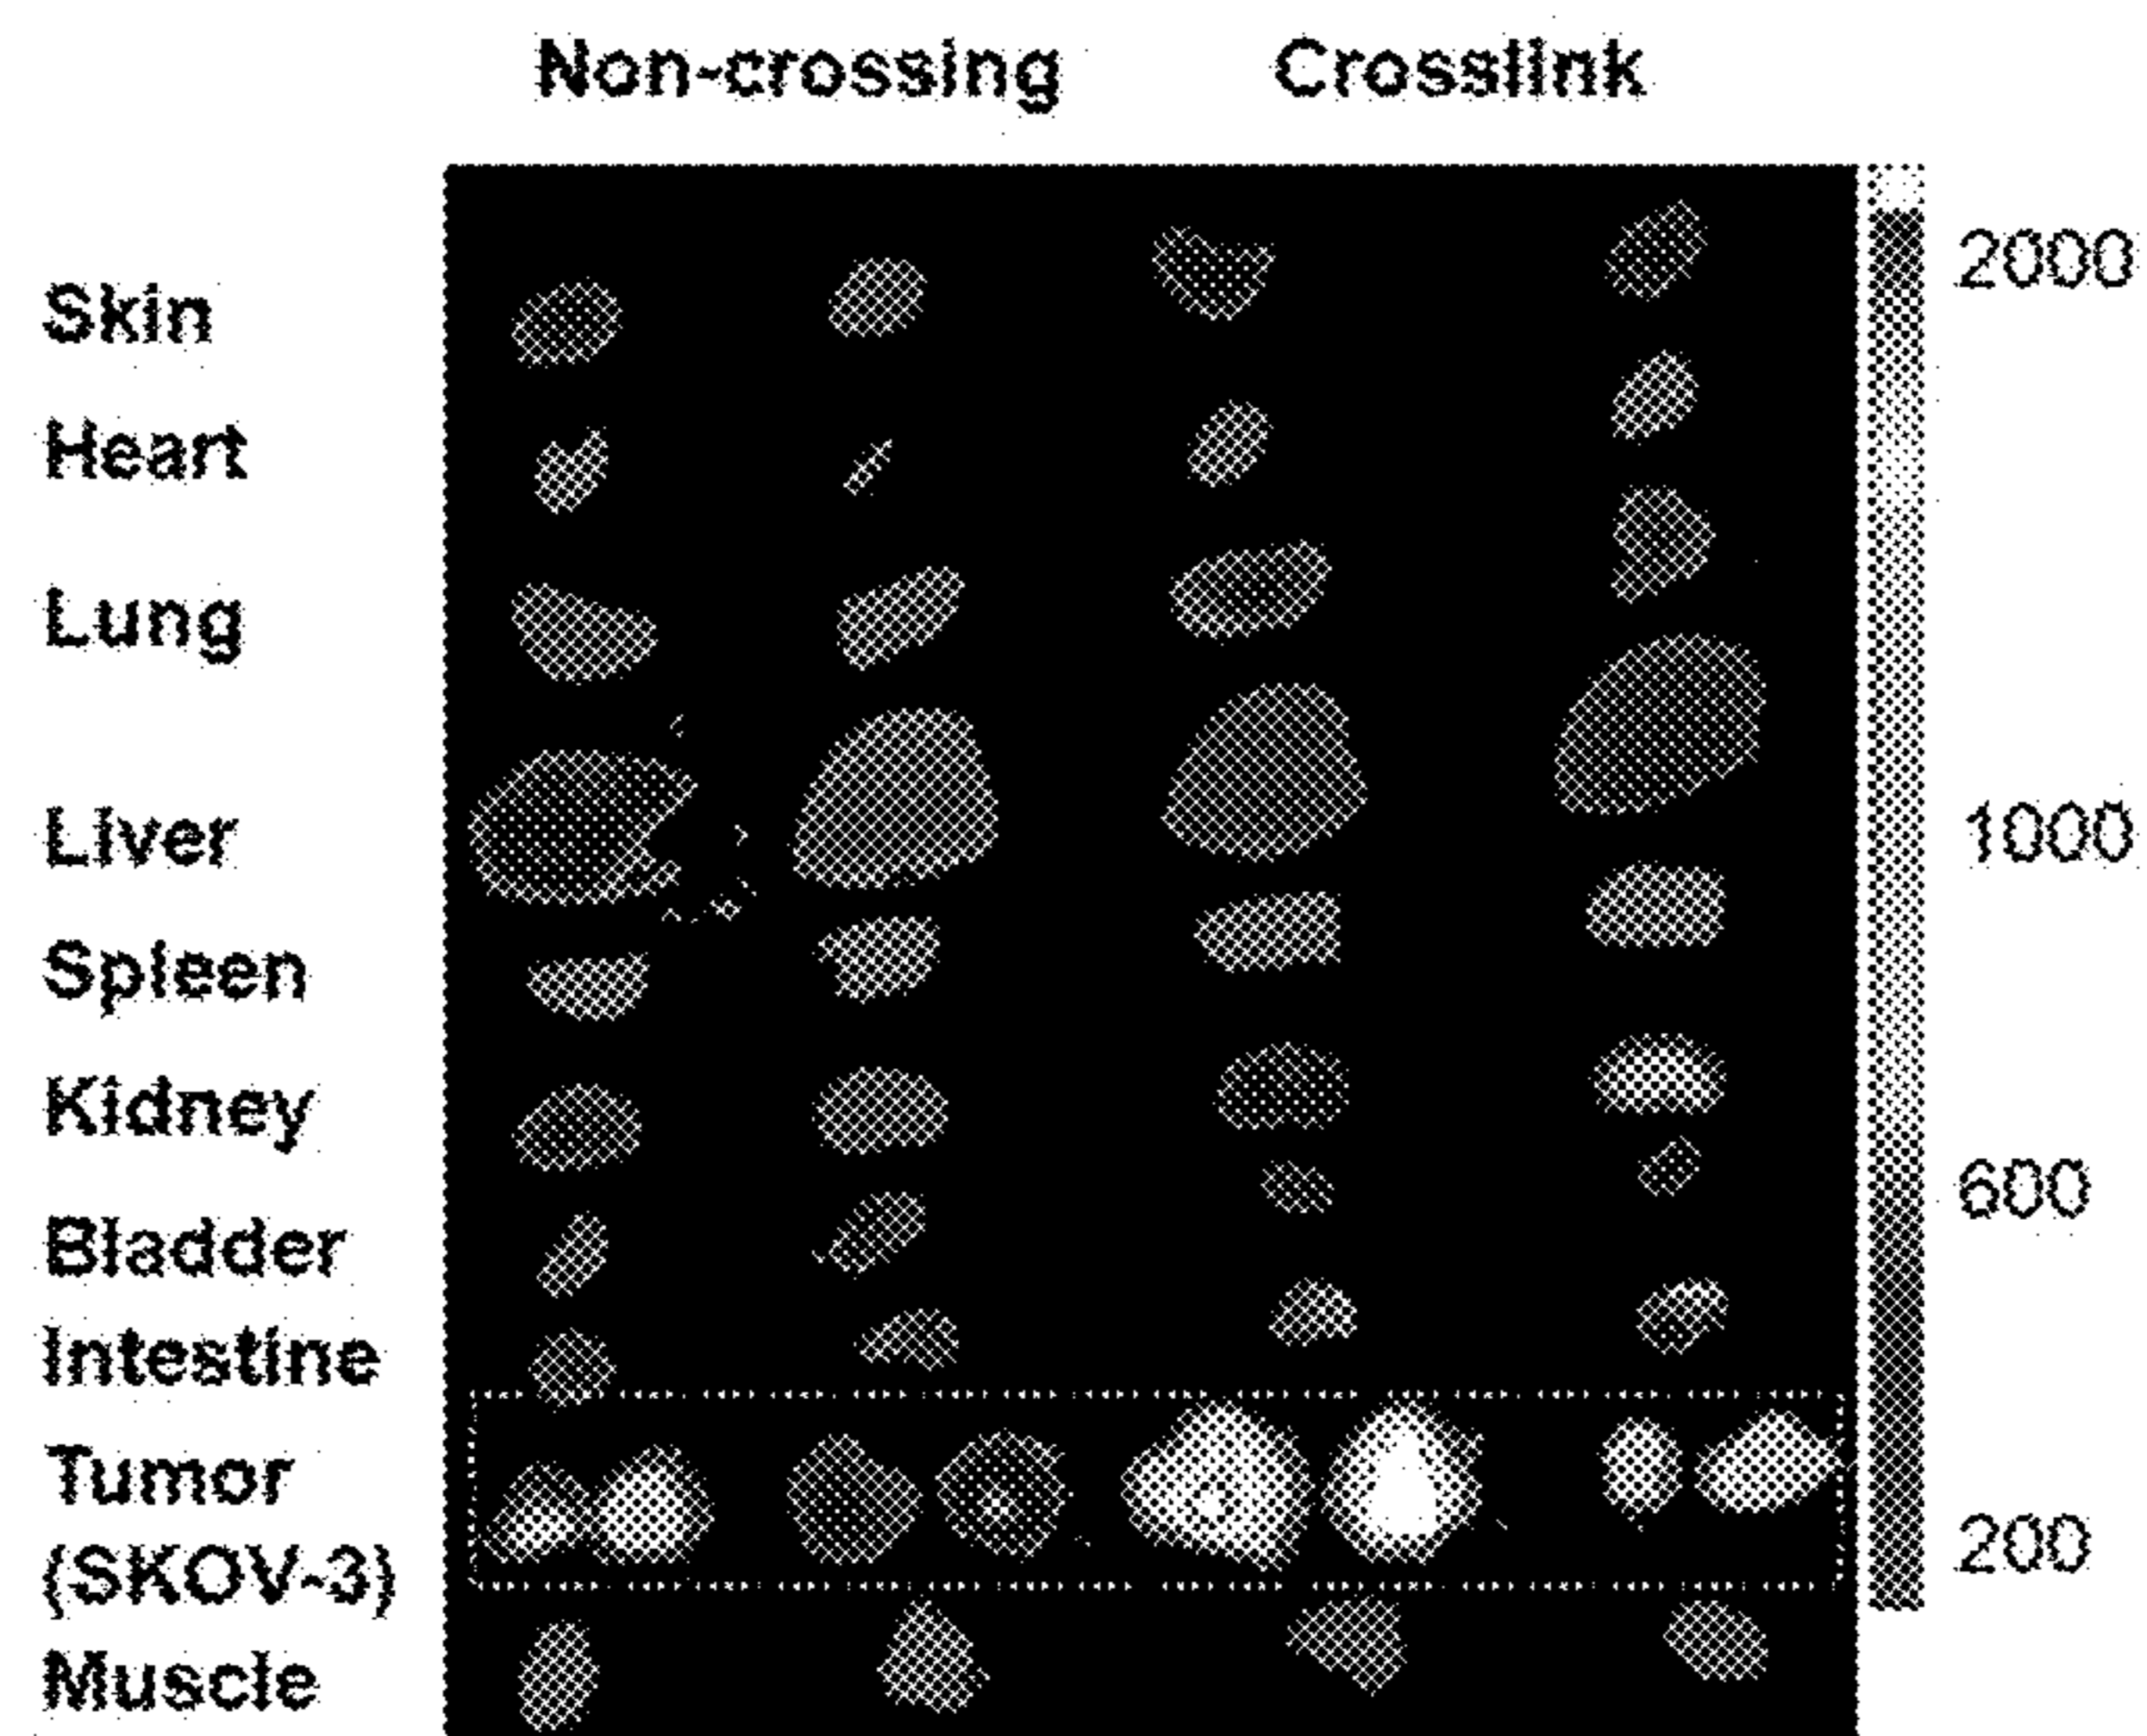 Non-crossing Crosslink
2000
Skin
Heart
Lung
1000
Liver
Spleen
Kidney
600
Bladder
Intestine
Tumor
(SKOV-3)
200
Muscle